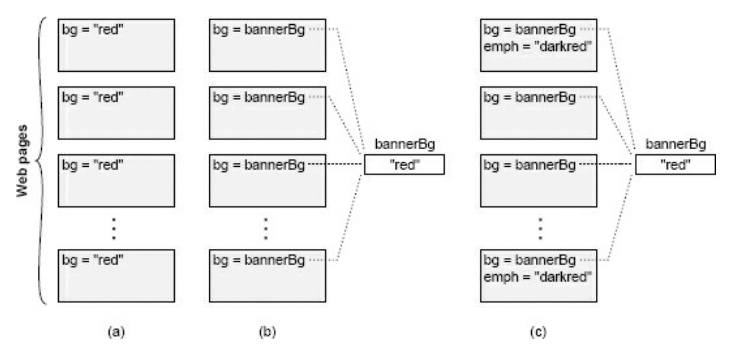 Web pages
bg = "red"
bg = "red"
bg = "red"
bg = "red"
(a)
bg = bannerBg
bg = bannerBg
bg = bannerBg
bg = bannerBg
bannerBg
"red"
(b)
bg = bannerBg
emph = "darkred"
bg = bannerBg
bg = bannerBg
bg = bannerBg
emph = "darkred"
bannerBg
"red"
(c)